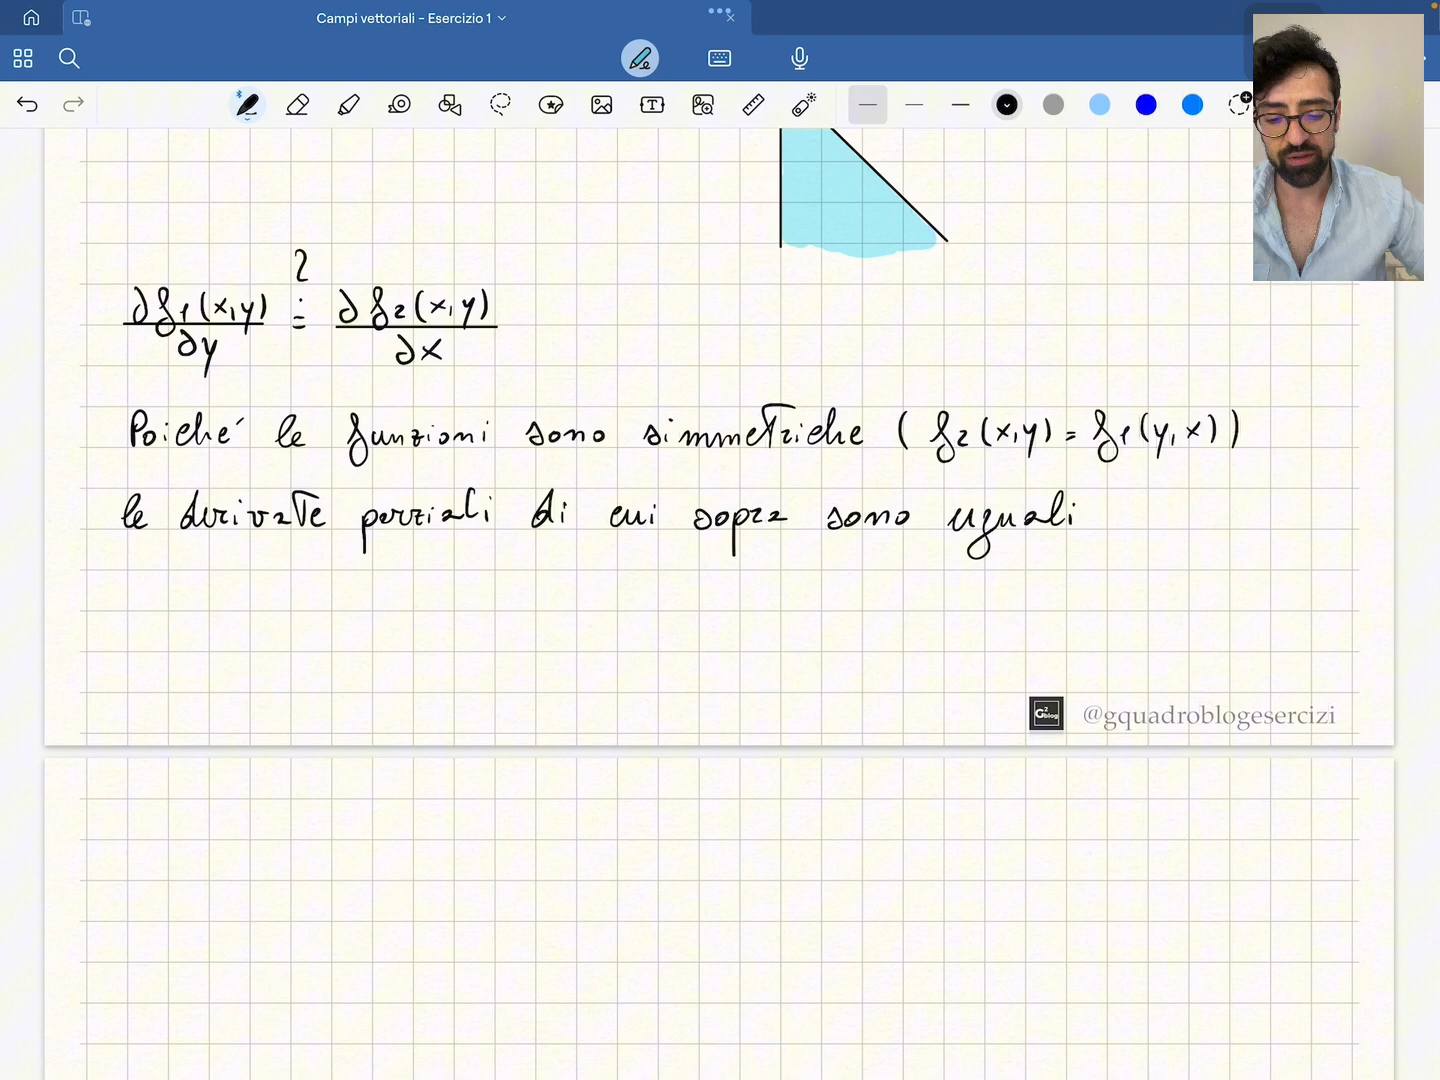 Campi vettoriali - Esercizio 1
?
∂f1(x,y) = ∂f2(x,y)
∂y ∂x
Poiché le funzioni sono simmetriche ( f2(x,y) = f1(y,x) )
le derivate parziali di cui sopra sono uguali
G2blog @gquadroblogesercizi